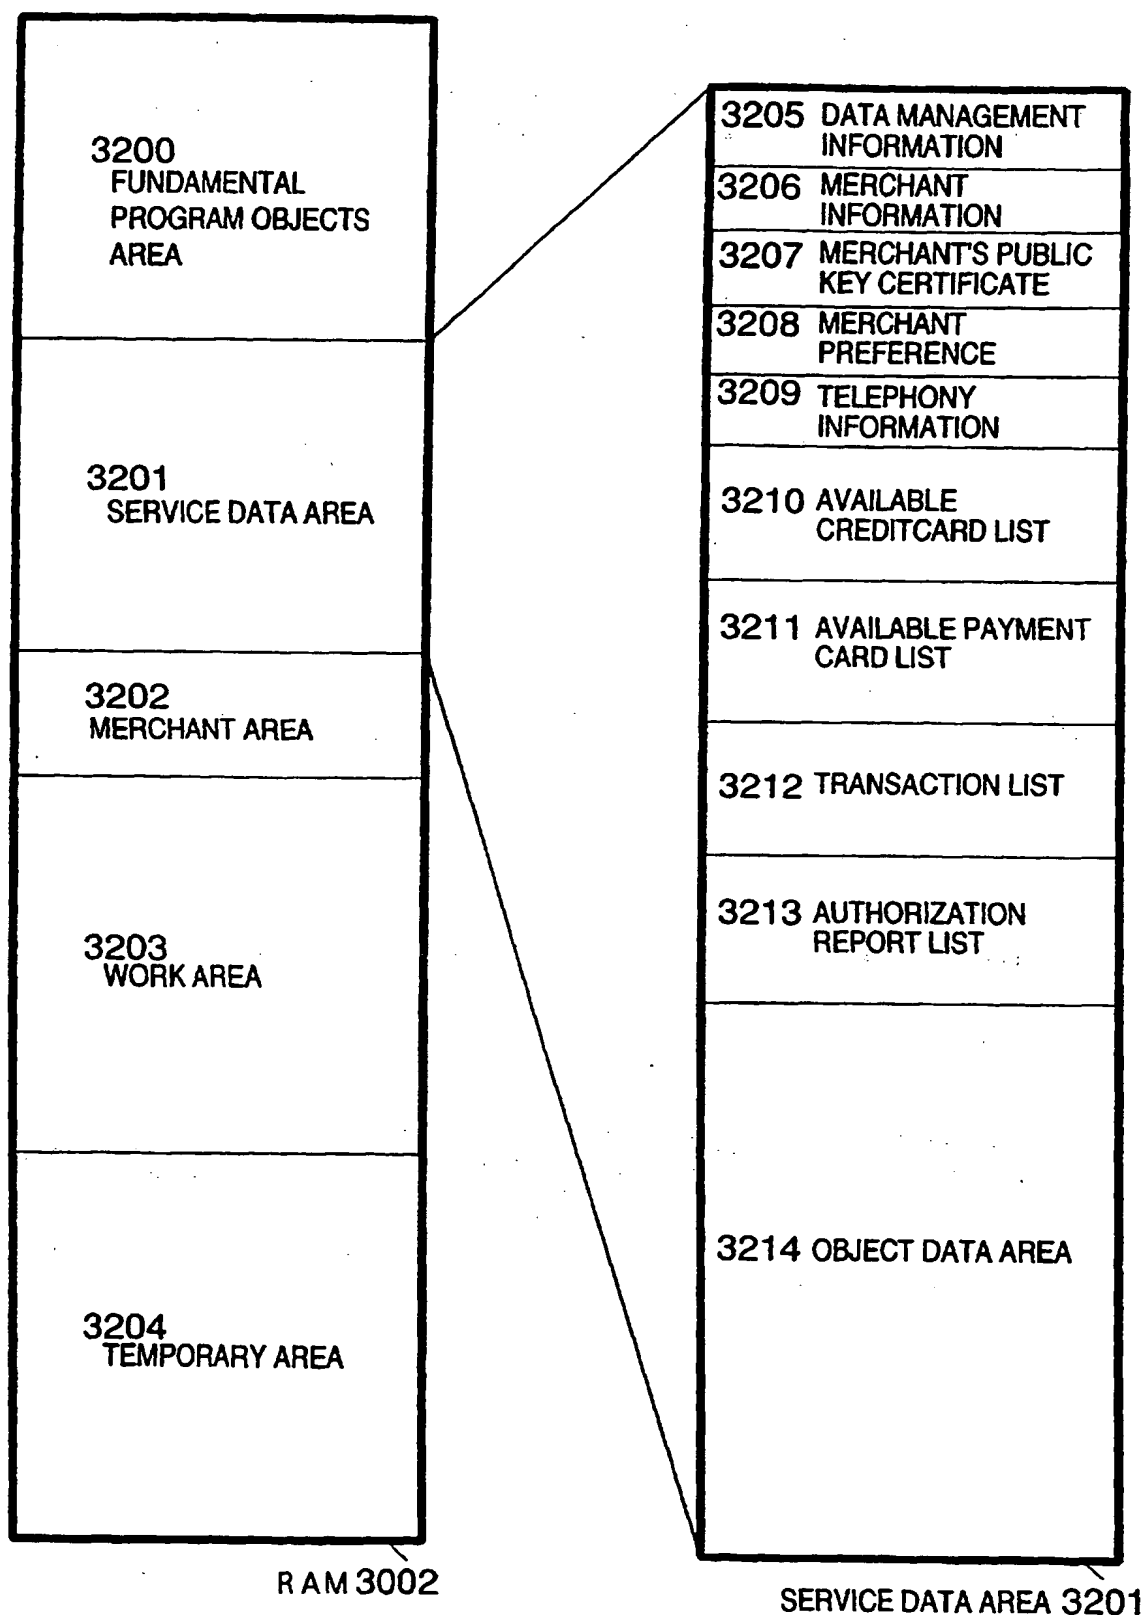 3200
FUNDAMENTAL
PROGRAM OBJECTS
AREA
3201
SERVICE DATA AREA
3202
MERCHANT AREA
3203
WORK AREA
3204
TEMPORARY AREA
RAM 3002
3205 DATA MANAGEMENT
INFORMATION
3206 MERCHANT
INFORMATION
3207 MERCHANT'S PUBLIC
KEY CERTIFICATE
3208 MERCHANT
PREFERENCE
3209 TELEPHONY
INFORMATION
3210 AVAILABLE
CREDITCARD LIST
3211 AVAILABLE PAYMENT
CARD LIST
3212 TRANSACTION LIST
3213 AUTHORIZATION
REPORT LIST
3214 OBJECT DATA AREA
SERVICE DATA AREA 3201